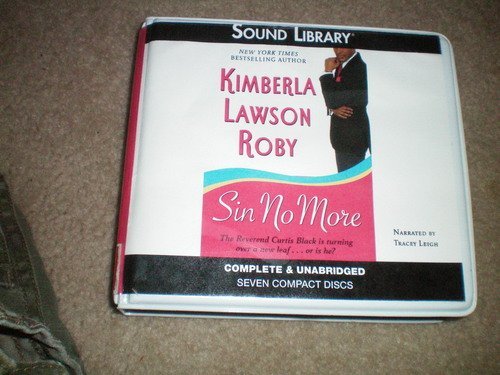 SOUND LIBRARY®
NEW YORK TIMES
BESTSELLING AUTHOR
KIMBERLA
LAWSON
ROBY
Sin No More
The Reverend Curtis Black is turning
over a new leaf . . . or is he?
NARRATED BY
TRACEY LEIGH
COMPLETE & UNABRIDGED
SEVEN COMPACT DISCS